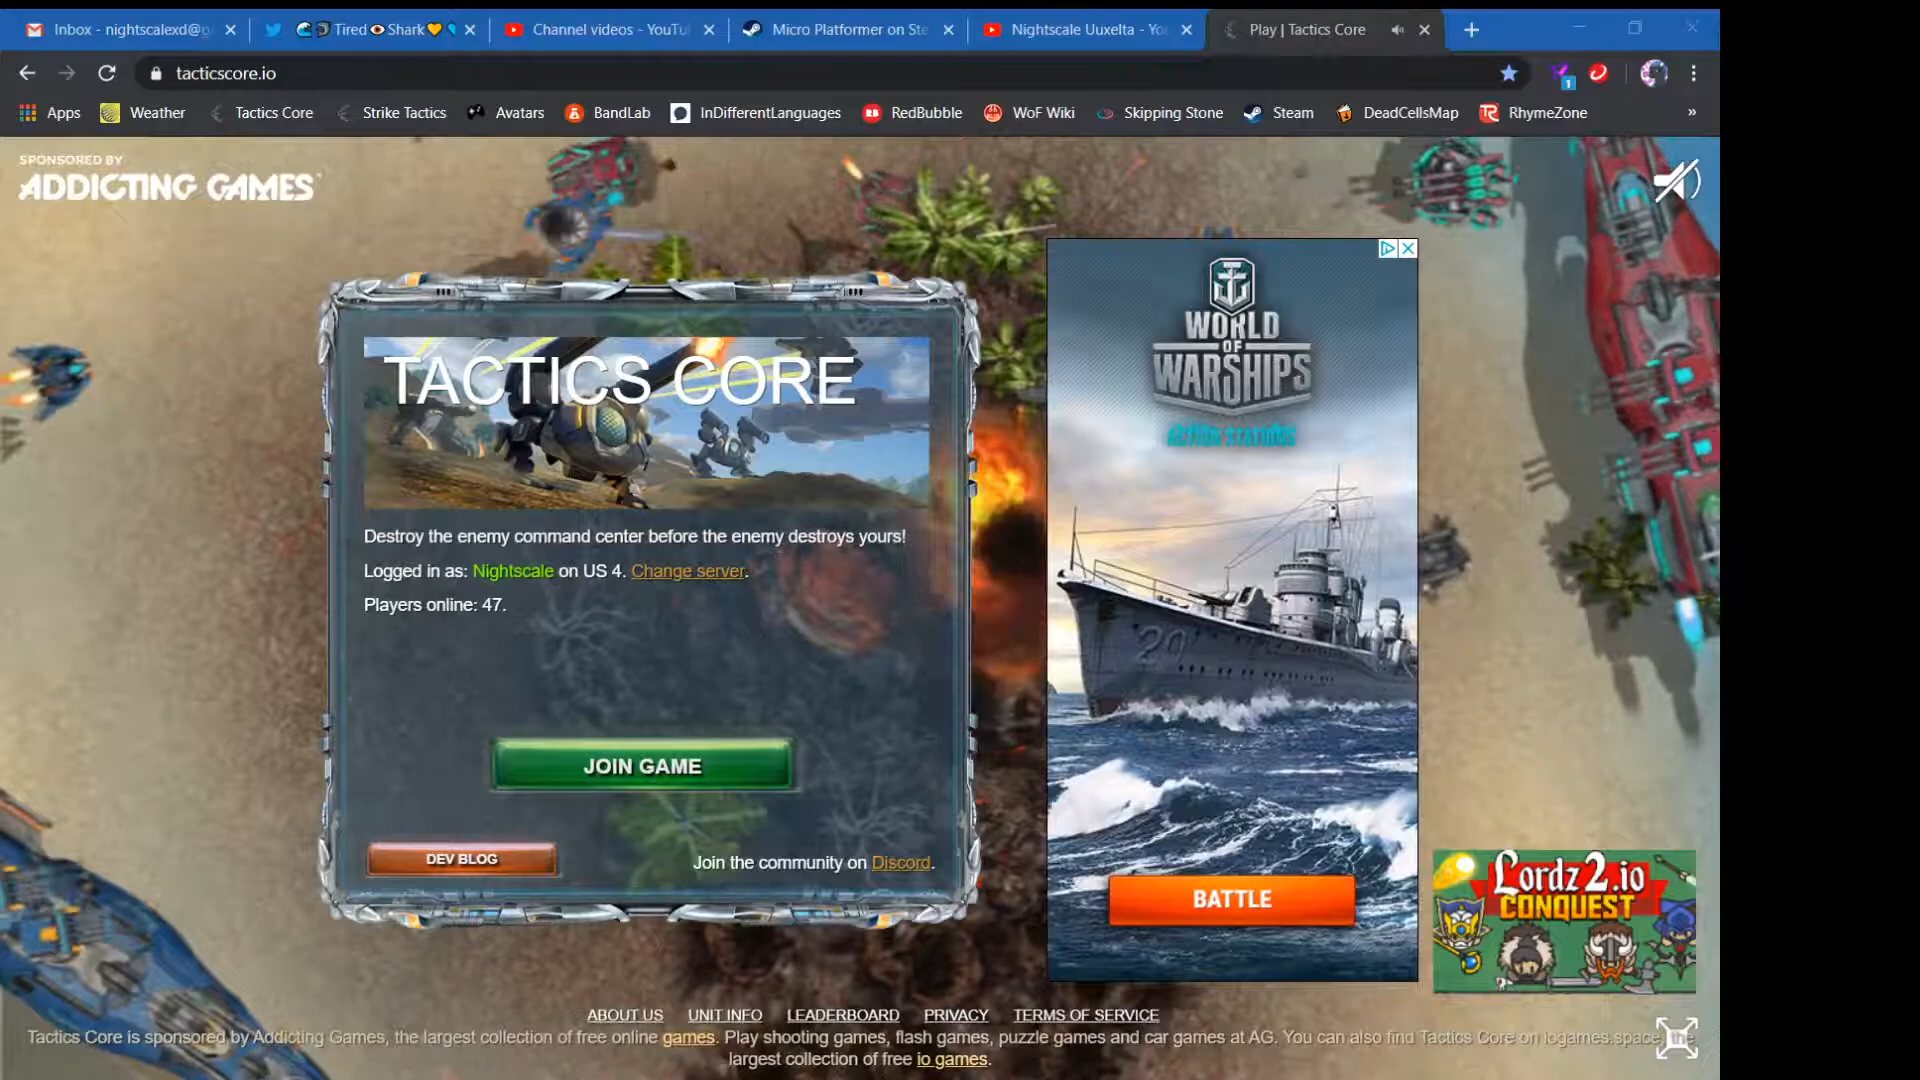 Inbox - nightscalexd@g
Tired Shark
Channel videos - YouTu
Micro Platformer on Ste
Nightscale Uuxelta - You
Play | Tactics Core
tacticscore.io
1
Apps
Weather
Tactics Core
Strike Tactics
Avatars
BandLab
InDifferentLanguages
RedBubble
WoF Wiki
Skipping Stone
Steam
DeadCellsMap
RhymeZone
»
SPONSORED BY
ADDICTING GAMES
TACTICS CORE
Destroy the enemy command center before the enemy destroys yours!
Logged in as: Nightscale on US 4. Change server.
Players online: 47.
JOIN GAME
DEV BLOG
Join the community on Discord.
WORLD
OF
WARSHIPS
ACTION STATIONS
20
BATTLE
Lordz2.io
CONQUEST
ABOUT US UNIT INFO LEADERBOARD PRIVACY TERMS OF SERVICE
Tactics Core is sponsored by Addicting Games, the largest collection of free online games. Play shooting games, flash games, puzzle games and car games at AG. You can also find Tactics Core on iogames.space, the
largest collection of free io games.